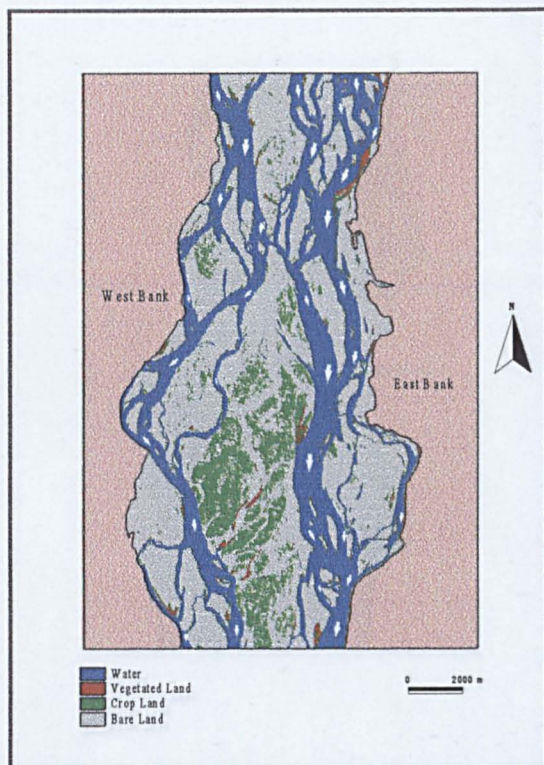 West Bank
N
East Bank
Water
Vegetated Land
Crop Land
Bare Land
0 2000 m